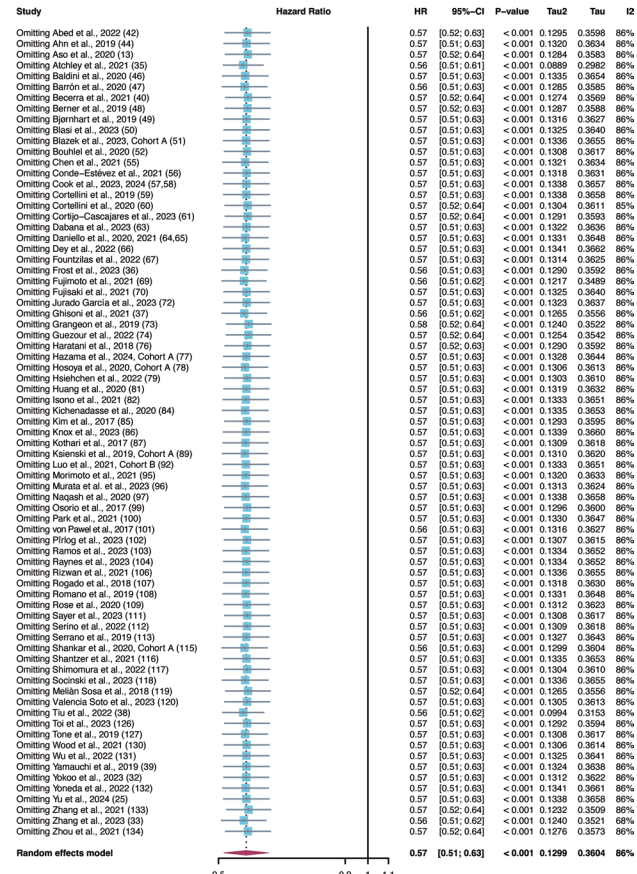 Study Hazard Ratio HR 95%−CI P−value Tau2 Tau I2
Omitting Abed et al., 2022 (42) 0.57 [0.52; 0.63] < 0.001 0.1295 0.3598 86%
Omitting Ahn et al., 2019 (44) 0.57 [0.51; 0.63] < 0.001 0.1320 0.3634 86%
Omitting Aso et al., 2020 (13) 0.57 [0.52; 0.63] < 0.001 0.1284 0.3583 86%
Omitting Atchley et al., 2021 (35) 0.56 [0.51; 0.61] < 0.001 0.0889 0.2982 86%
Omitting Baldini et al., 2020 (46) 0.57 [0.51; 0.63] < 0.001 0.1335 0.3654 86%
Omitting Barrón et al., 2020 (47) 0.56 [0.51; 0.63] < 0.001 0.1285 0.3585 86%
Omitting Becerra et al., 2021 (40) 0.57 [0.52; 0.64] < 0.001 0.1274 0.3569 86%
Omitting Berner et al., 2019 (48) 0.57 [0.52; 0.63] < 0.001 0.1287 0.3588 86%
Omitting Bjørnhart et al., 2019 (49) 0.57 [0.51; 0.63] < 0.001 0.1316 0.3627 86%
Omitting Blasi et al., 2023 (50) 0.57 [0.51; 0.63] < 0.001 0.1325 0.3640 86%
Omitting Blazek et al., 2023, Cohort A (51) 0.57 [0.51; 0.63] < 0.001 0.1336 0.3655 86%
Omitting Bouhlel et al., 2020 (52) 0.57 [0.51; 0.63] < 0.001 0.1308 0.3617 86%
Omitting Chen et al., 2021 (55) 0.57 [0.51; 0.63] < 0.001 0.1321 0.3634 86%
Omitting Conde−Estévez et al., 2021 (56) 0.57 [0.51; 0.63] < 0.001 0.1318 0.3631 86%
Omitting Cook et al., 2023, 2024 (57,58) 0.57 [0.51; 0.63] < 0.001 0.1338 0.3657 86%
Omitting Cortellini et al., 2019 (59) 0.57 [0.51; 0.63] < 0.001 0.1338 0.3658 86%
Omitting Cortellini et al., 2020 (60) 0.57 [0.52; 0.64] < 0.001 0.1304 0.3611 85%
Omitting Cortijo−Cascajares et al., 2023 (61) 0.57 [0.52; 0.64] < 0.001 0.1291 0.3593 86%
Omitting Dabana et al., 2023 (63) 0.57 [0.51; 0.63] < 0.001 0.1322 0.3636 86%
Omitting Daniello et al., 2020, 2021 (64,65) 0.57 [0.51; 0.63] < 0.001 0.1331 0.3648 86%
Omitting Dey et al., 2022 (66) 0.57 [0.51; 0.63] < 0.001 0.1341 0.3662 86%
Omitting Fountzilas et al., 2022 (67) 0.57 [0.51; 0.63] < 0.001 0.1314 0.3625 86%
Omitting Frost et al., 2023 (36) 0.56 [0.51; 0.63] < 0.001 0.1290 0.3592 86%
Omitting Fujimoto et al., 2021 (69) 0.56 [0.51; 0.62] < 0.001 0.1217 0.3489 86%
Omitting Fujisaki et al., 2021 (70) 0.57 [0.51; 0.63] < 0.001 0.1325 0.3640 86%
Omitting Jurado García et al., 2023 (72) 0.57 [0.51; 0.63] < 0.001 0.1323 0.3637 86%
Omitting Ghisoni et al., 2021 (37) 0.56 [0.51; 0.62] < 0.001 0.1265 0.3556 86%
Omitting Grangeon et al., 2019 (73) 0.58 [0.52; 0.64] < 0.001 0.1240 0.3522 86%
Omitting Guezour et al., 2022 (74) 0.57 [0.52; 0.64] < 0.001 0.1254 0.3542 86%
Omitting Haratani et al., 2018 (76) 0.57 [0.52; 0.63] < 0.001 0.1290 0.3592 86%
Omitting Hazama et al., 2024, Cohort A (77) 0.57 [0.51; 0.63] < 0.001 0.1328 0.3644 86%
Omitting Hosoya et al., 2020, Cohort A (78) 0.57 [0.51; 0.63] < 0.001 0.1306 0.3613 86%
Omitting Hsiehchen et al., 2022 (79) 0.57 [0.51; 0.63] < 0.001 0.1303 0.3610 86%
Omitting Huang et al., 2020 (81) 0.57 [0.51; 0.63] < 0.001 0.1319 0.3632 86%
Omitting Isono et al., 2021 (82) 0.57 [0.51; 0.63] < 0.001 0.1333 0.3651 86%
Omitting Kichenadasse et al., 2020 (84) 0.57 [0.51; 0.63] < 0.001 0.1335 0.3653 86%
Omitting Kim et al., 2017 (85) 0.57 [0.51; 0.63] < 0.001 0.1293 0.3595 86%
Omitting Knox et al., 2023 (86) 0.57 [0.51; 0.63] < 0.001 0.1339 0.3660 86%
Omitting Kothari et al., 2017 (87) 0.57 [0.51; 0.63] < 0.001 0.1309 0.3618 86%
Omitting Ksienski et al., 2019, Cohort A (89) 0.57 [0.51; 0.63] < 0.001 0.1310 0.3620 86%
Omitting Luo et al., 2021, Cohort B (92) 0.57 [0.51; 0.63] < 0.001 0.1333 0.3651 86%
Omitting Morimoto et al., 2021 (95) 0.57 [0.51; 0.63] < 0.001 0.1320 0.3633 86%
Omitting Murata et al. et al., 2023 (96) 0.57 [0.51; 0.63] < 0.001 0.1313 0.3624 86%
Omitting Naqash et al., 2020 (97) 0.57 [0.51; 0.63] < 0.001 0.1338 0.3658 86%
Omitting Osorio et al., 2017 (99) 0.57 [0.51; 0.63] < 0.001 0.1296 0.3600 86%
Omitting Park et al., 2021 (100) 0.57 [0.51; 0.63] < 0.001 0.1330 0.3647 86%
Omitting von Pawel et al., 2017 (101) 0.56 [0.51; 0.63] < 0.001 0.1316 0.3627 86%
Omitting Pîrlog et al., 2023 (102) 0.57 [0.51; 0.63] < 0.001 0.1307 0.3615 86%
Omitting Ramos et al., 2023 (103) 0.57 [0.51; 0.63] < 0.001 0.1334 0.3652 86%
Omitting Raynes et al., 2023 (104) 0.57 [0.51; 0.63] < 0.001 0.1334 0.3652 86%
Omitting Rizwan et al., 2021 (106) 0.57 [0.51; 0.63] < 0.001 0.1336 0.3655 86%
Omitting Rogado et al., 2018 (107) 0.57 [0.51; 0.63] < 0.001 0.1318 0.3630 86%
Omitting Romano et al., 2019 (108) 0.57 [0.51; 0.63] < 0.001 0.1331 0.3648 86%
Omitting Rose et al., 2020 (109) 0.57 [0.51; 0.63] < 0.001 0.1312 0.3623 86%
Omitting Sayer et al., 2023 (111) 0.57 [0.51; 0.63] < 0.001 0.1308 0.3617 86%
Omitting Serino et al., 2022 (112) 0.57 [0.51; 0.63] < 0.001 0.1309 0.3618 86%
Omitting Serrano et al., 2019 (113) 0.57 [0.51; 0.63] < 0.001 0.1327 0.3643 86%
Omitting Shankar et al., 2020, Cohort A (115) 0.56 [0.51; 0.63] < 0.001 0.1299 0.3604 86%
Omitting Shantzer et al., 2021 (116) 0.57 [0.51; 0.63] < 0.001 0.1335 0.3653 86%
Omitting Shimomura et al., 2022 (117) 0.57 [0.51; 0.63] < 0.001 0.1304 0.3610 86%
Omitting Socinski et al., 2023 (118) 0.57 [0.51; 0.63] < 0.001 0.1336 0.3655 86%
Omitting Meliàn Sosa et al., 2018 (119) 0.57 [0.52; 0.64] < 0.001 0.1265 0.3556 86%
Omitting Valencia Soto et al., 2023 (120) 0.57 [0.51; 0.63] < 0.001 0.1305 0.3613 86%
Omitting Tiu et al., 2022 (38) 0.56 [0.51; 0.62] < 0.001 0.0994 0.3153 86%
Omitting Toi et al., 2023 (126) 0.57 [0.51; 0.63] < 0.001 0.1292 0.3594 86%
Omitting Tone et al., 2019 (127) 0.57 [0.51; 0.63] < 0.001 0.1308 0.3617 86%
Omitting Wood et al., 2021 (130) 0.57 [0.51; 0.63] < 0.001 0.1306 0.3614 86%
Omitting Wu et al., 2022 (131) 0.57 [0.51; 0.63] < 0.001 0.1325 0.3641 86%
Omitting Yamauchi et al., 2019 (39) 0.57 [0.51; 0.63] < 0.001 0.1324 0.3638 86%
Omitting Yokoo et al., 2023 (32) 0.57 [0.51; 0.63] < 0.001 0.1312 0.3622 86%
Omitting Yoneda et al., 2022 (132) 0.57 [0.51; 0.63] < 0.001 0.1341 0.3661 86%
Omitting Yu et al., 2024 (25) 0.57 [0.51; 0.63] < 0.001 0.1338 0.3658 86%
Omitting Zhang et al., 2021 (133) 0.57 [0.52; 0.64] < 0.001 0.1232 0.3509 86%
Omitting Zhang et al., 2023 (33) 0.56 [0.51; 0.62] < 0.001 0.1240 0.3521 68%
Omitting Zhou et al., 2021 (134) 0.57 [0.52; 0.64] < 0.001 0.1276 0.3573 86%
Random effects model 0.57 [0.51; 0.63] < 0.001 0.1299 0.3604 86%